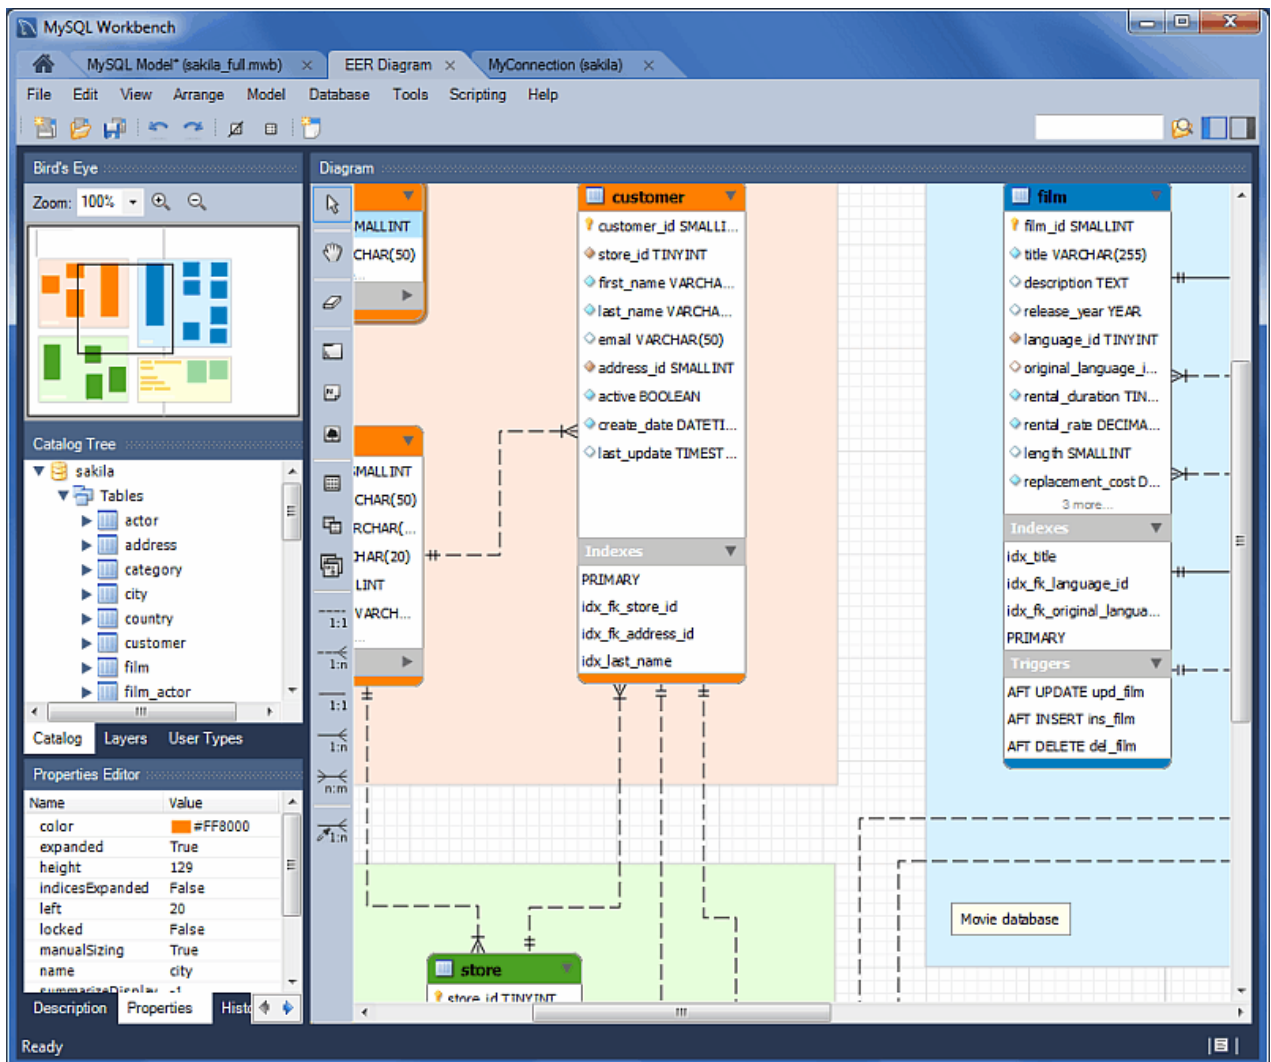 MySQL Workbench
MySQL Model* (sakila_full.mwb) ×
EER Diagram ×
MyConnection (sakila) ×
File Edit View Arrange Model Database Tools Scripting Help
Bird's Eye
Zoom: 100%
Catalog Tree
sakila
Tables
actor
address
category
city
country
customer
film
film_actor
Catalog Layers User Types
Properties Editor
Name Value
color #FF8000
expanded True
height 129
indicesExpanded False
left 20
locked False
manualSizing True
name city
summarizeDisplay -1
Description Properties Histo
Ready
Diagram
1:1
1:n
1:1
1:n
n:m
1:n
MALLINT
CHAR(50)
...
SMALLINT
CHAR(50)
RCHAR(...
HAR(20)
LINT
VARCH...
...
customer
customer_id SMALLI...
store_id TINYINT
first_name VARCHA...
last_name VARCHA...
email VARCHAR(50)
address_id SMALLINT
active BOOLEAN
create_date DATETI...
last_update TIMEST...
Indexes
PRIMARY
idx_fk_store_id
idx_fk_address_id
idx_last_name
store
store_id TINYINT
film
film_id SMALLINT
title VARCHAR(255)
description TEXT
release_year YEAR
language_id TINYINT
original_language_i...
rental_duration TIN...
rental_rate DECIMA...
length SMALLINT
replacement_cost D...
3 more...
Indexes
idx_title
idx_fk_language_id
idx_fk_original_langua...
PRIMARY
Triggers
AFT UPDATE upd_film
AFT INSERT ins_film
AFT DELETE del_film
Movie database